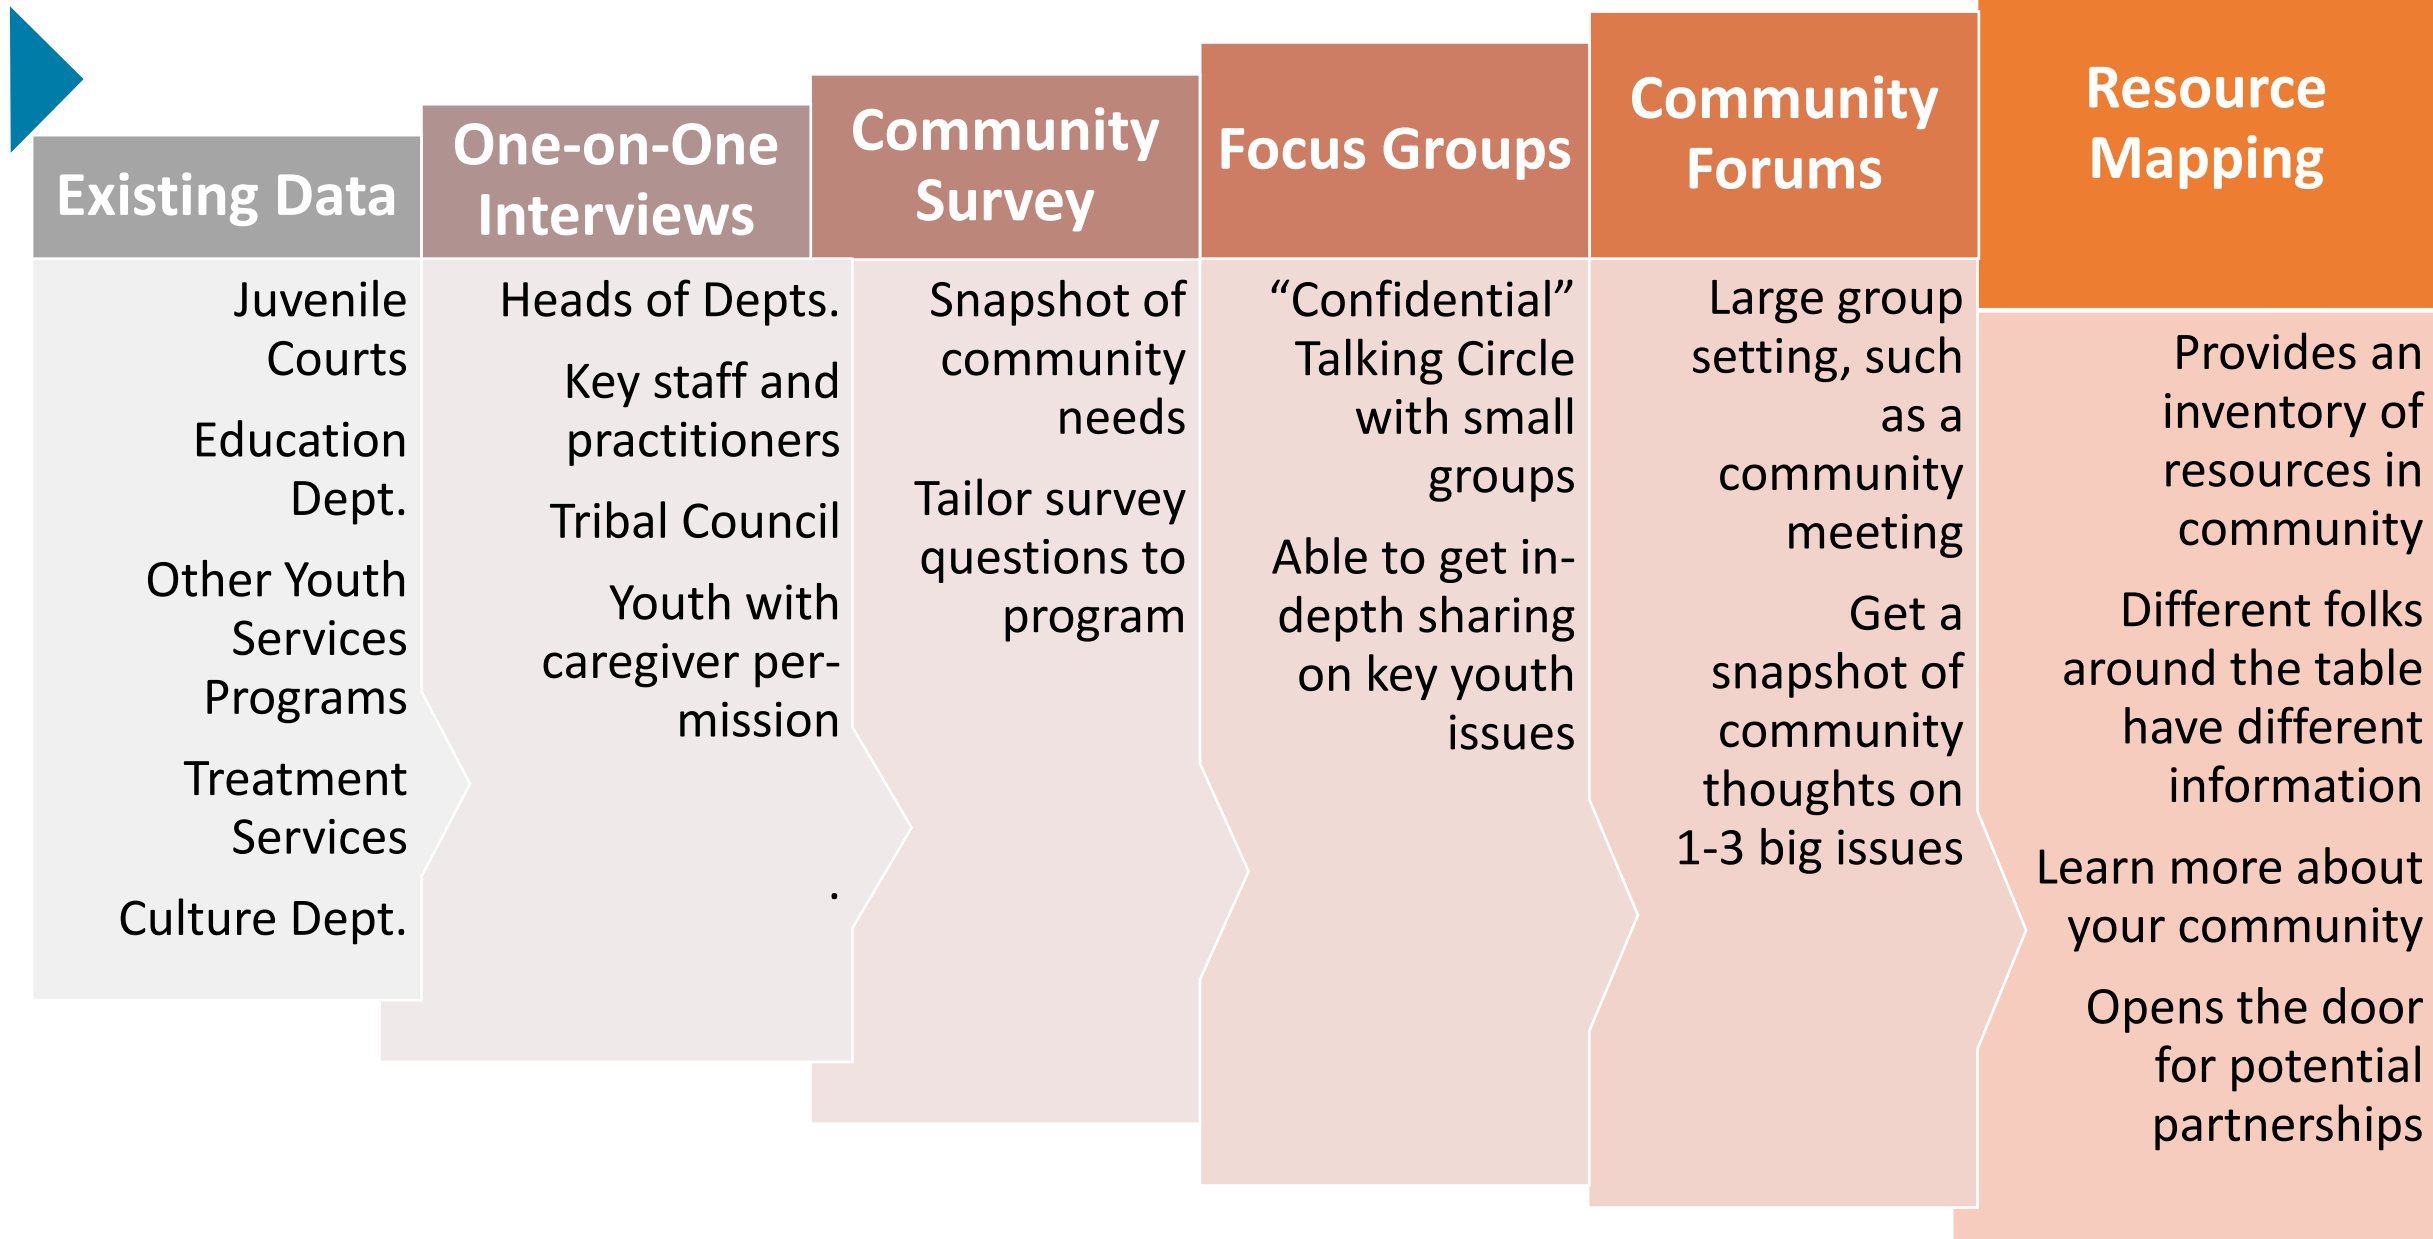 Existing Data
Juvenile
Courts
Education
Dept.
Other Youth
Services
Programs
Treatment
Services
Culture Dept.
One-on-One
Interviews
Heads of Depts.
Key staff and
practitioners
Tribal Council
Youth with
caregiver per-
mission
.
Community
Survey
Snapshot of
community
needs
Tailor survey
questions to
program
Focus Groups
“Confidential”
Talking Circle
with small
groups
Able to get in-
depth sharing
on key youth
issues
Community
Forums
Large group
setting, such
as a
community
meeting
Get a
snapshot of
community
thoughts on
1-3 big issues
Resource
Mapping
Provides an
inventory of
resources in
community
Different folks
around the table
have different
information
Learn more about
your community
Opens the door
for potential
partnerships